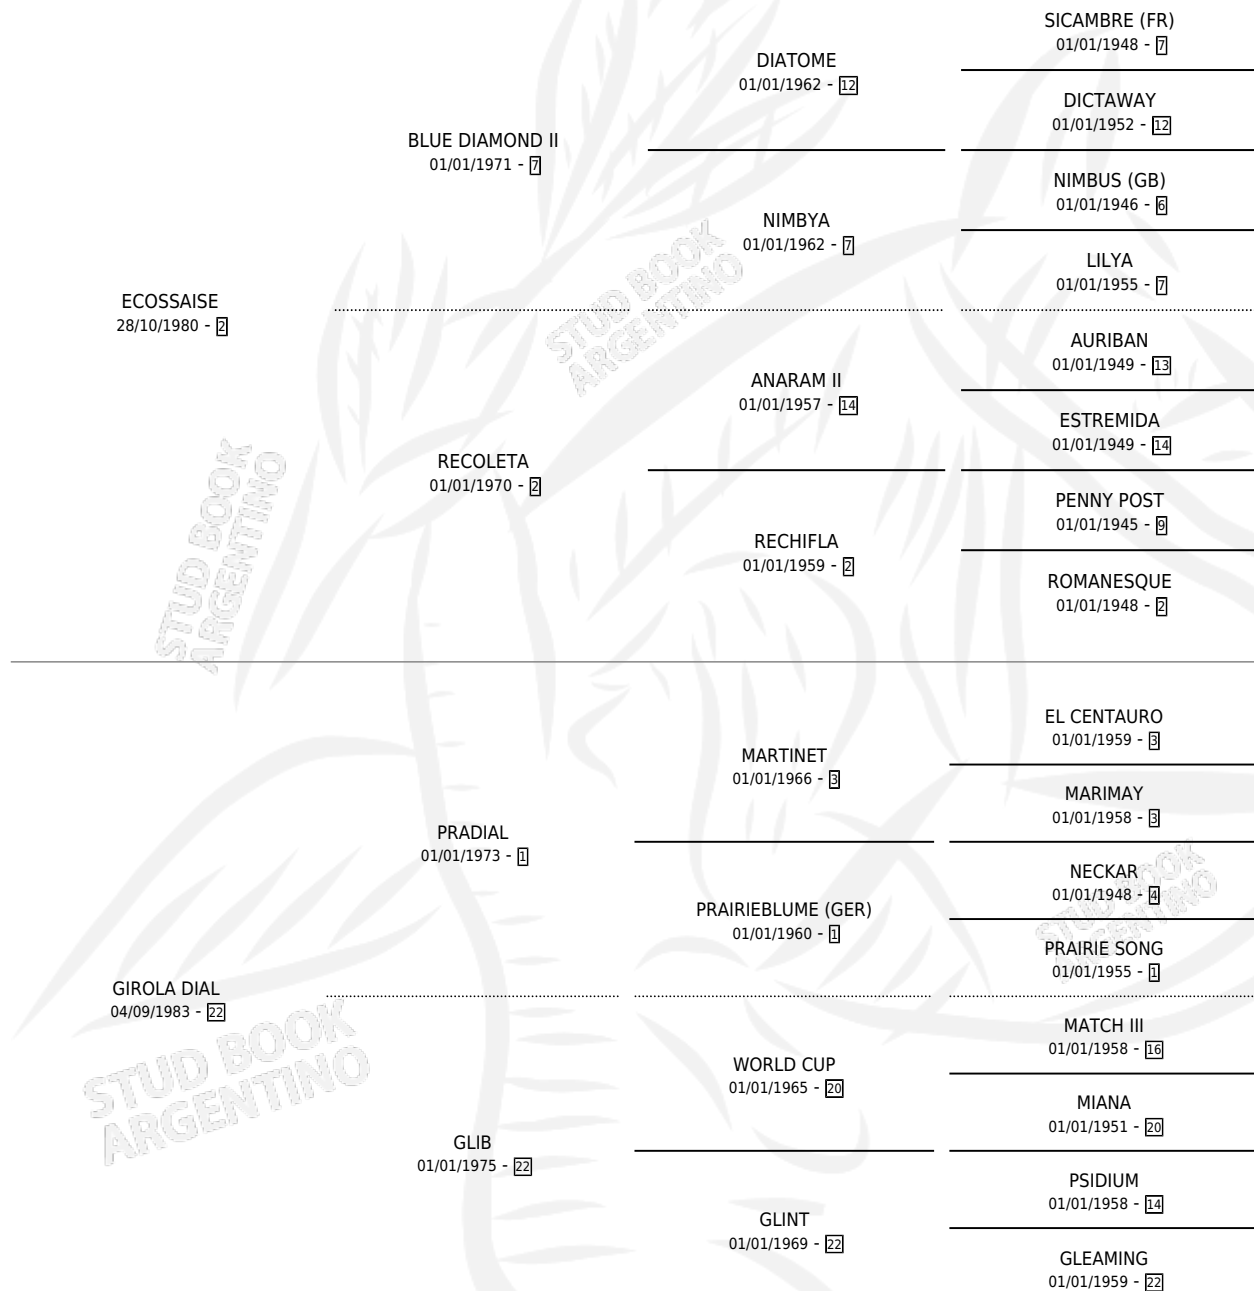 SICAMBRE (FR)
01/01/1948 - 7
DIATOME
01/01/1962 - 12
DICTAWAY
01/01/1952 - 12
BLUE DIAMOND II
01/01/1971 - 7
NIMBUS (GB)
01/01/1946 - 6
NIMBYA
01/01/1962 - 7
LILYA
01/01/1955 - 7
ECOSSAISE
28/10/1980 - 2
STUD BOOK
ARGENTINO
AURIBAN
01/01/1949 - 13
ANARAM II
01/01/1957 - 14
ESTREMIDA
01/01/1949 - 14
RECOLETA
01/01/1970 - 2
PENNY POST
01/01/1945 - 9
RECHIFLA
01/01/1959 - 2
ROMANESQUE
01/01/1948 - 2
STUD BOOK
ARGENTINO
EL CENTAURO
01/01/1959 - 3
MARTINET
01/01/1966 - 3
MARIMAY
01/01/1958 - 3
PRADIAL
01/01/1973 - 1
NECKAR
01/01/1948 - 4
STUD BOOK
ARGENTINO
PRAIRIEBLUME (GER)
01/01/1960 - 1
PRAIRIE SONG
01/01/1955 - 1
GIROLA DIAL
04/09/1983 - 22
STUD BOOK
ARGENTINO
MATCH III
01/01/1958 - 16
WORLD CUP
01/01/1965 - 20
MIANA
01/01/1951 - 20
GLIB
01/01/1975 - 22
PSIDIUM
01/01/1958 - 14
GLINT
01/01/1969 - 22
GLEAMING
01/01/1959 - 22